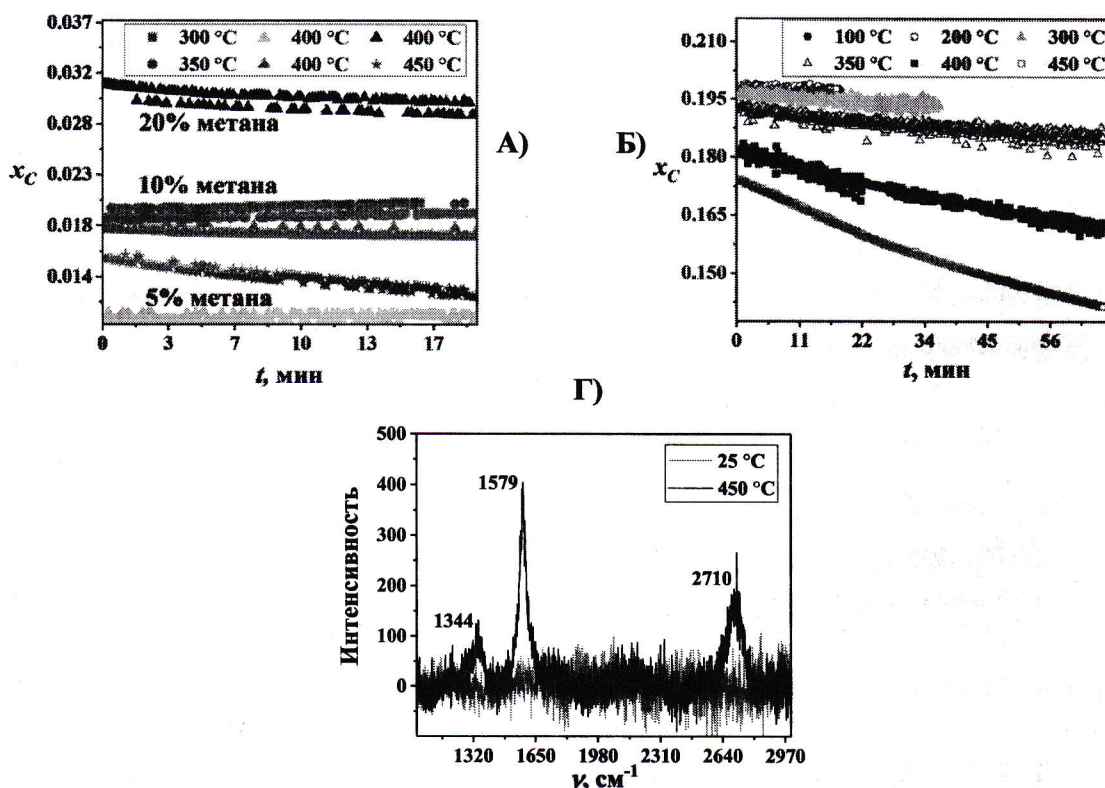 0.037
300 °C 400 °C 400 °C
350 °C 400 °C 450 °C
0.032
0.028
20% метана
x_C
0.023
10% метана
0.018
0.014
5% метана
0 3 7 10 13 17
t, мин
А)
Б)
0.210
100 °C 200 °C 300 °C
350 °C 400 °C 450 °C
0.195
0.180
x_C
0.165
0.150
0 11 22 34 45 56
t, мин
Г)
500
25 °C
450 °C
400
1579
300
Интенсивность
2710
200
1344
100
0
1320 1650 1980 2310 2640 2970
ν, см⁻¹